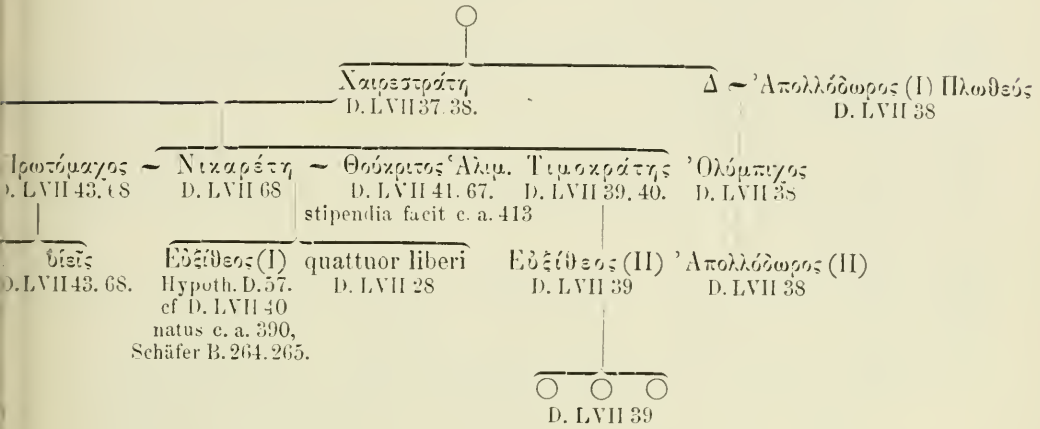 Χαιρεστράτη Δ ~ Ἀπολλόδωρος (I) Πλωθεύς
D. LVII 37. 38. D. LVII 38
Νικαρέτη ~ Θούκριτος Ἁλιμ. Τιμοκράτης Ὀλύμπιχος
D. LVII 43. 68 D. LVII 68 D. LVII 41. 67. D. LVII 39. 40. D. LVII 38
stipendia facit c. a. 413
υἱεῖς Εὐξίθεος (I) quattuor liberi Εὐξίθεος (II) Ἀπολλόδωρος (II)
D. LVII 43. 68. Hypoth. D. 57. D. LVII 28 D. LVII 39 D. LVII 38
cf D. LVII 40
natus c. a. 390,
Schäfer B. 264. 265.
D. LVII 39